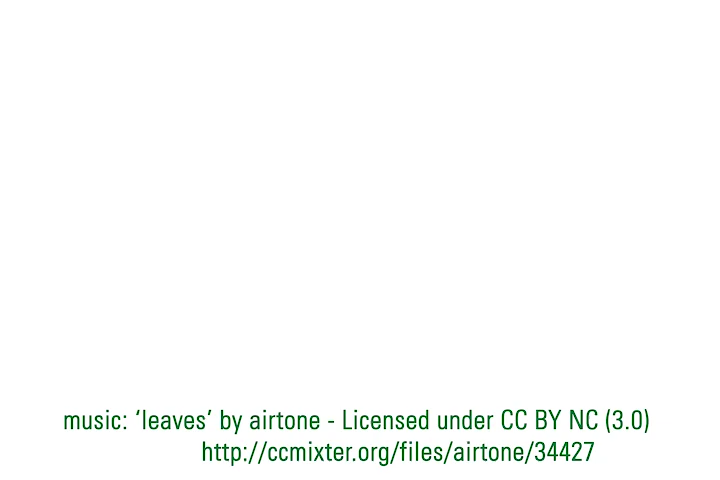 music: ‘leaves’ by airtone - Licensed under CC BY NC (3.0)
http://ccmixter.org/files/airtone/34427